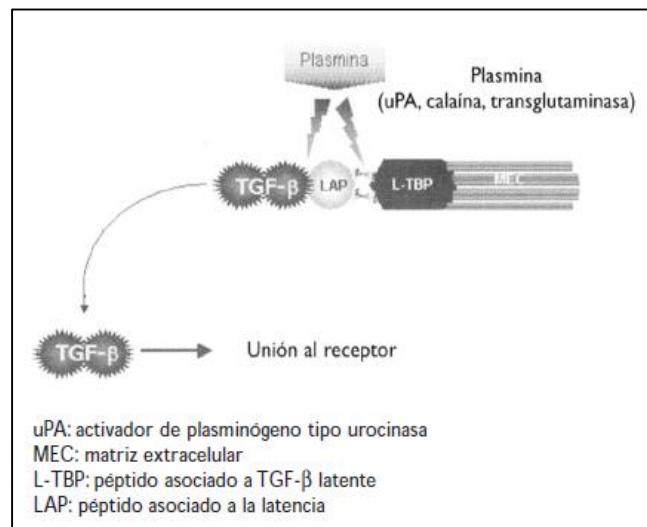 Plasmina
Plasmina
(uPA, calaína, transglutaminasa)
TGF-β LAP L-TBP MEC
TGF-β Unión al receptor
uPA: activador de plasminógeno tipo urocinasa
MEC: matriz extracelular
L-TBP: péptido asociado a TGF-β latente
LAP: péptido asociado a la latencia